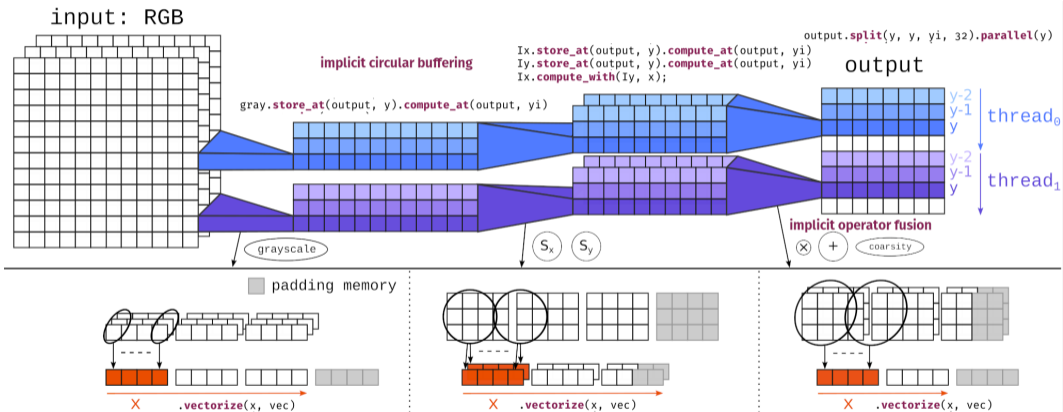 input: RGB
implicit circular buffering
gray.store_at(output, y).compute_at(output, yi)
Ix.store_at(output, y).compute_at(output, yi)
Iy.store_at(output, y).compute_at(output, yi)
Ix.compute_with(Iy, x);
output.split(y, y, yi, 32).parallel(y)
output
y-2
y-1
y
thread0
y-2
y-1
y
thread1
grayscale
Sx
Sy
implicit operator fusion
⊗
+
coarsity
padding memory
----
x
.vectorize(x, vec)
----
x
.vectorize(x, vec)
----
x
.vectorize(x, vec)